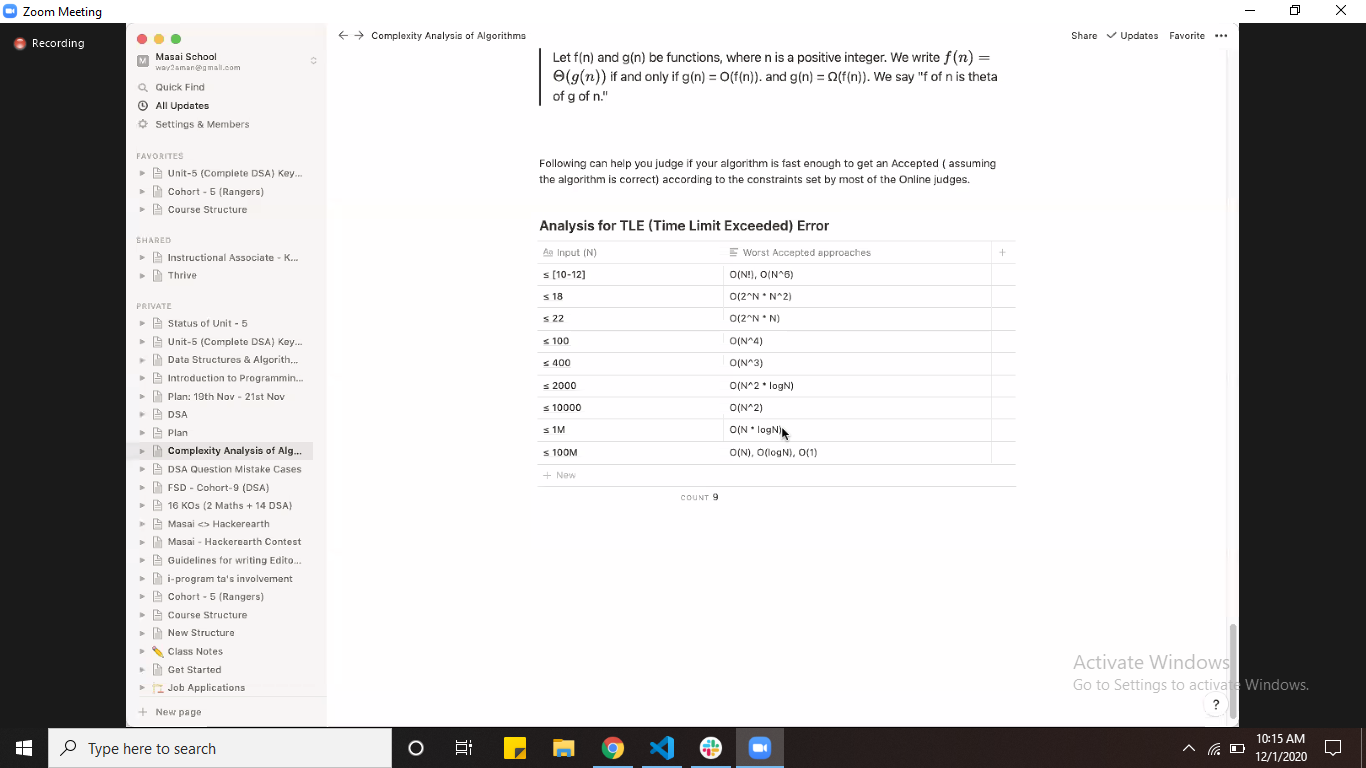 Zoom Meeting
Recording
Masai School
way2aman@gmail.com
Quick Find
All Updates
Settings & Members
FAVORITES
Unit-5 (Complete DSA) Key...
Cohort - 5 (Rangers)
Course Structure
SHARED
Instructional Associate - K...
Thrive
PRIVATE
Status of Unit - 5
Unit-5 (Complete DSA) Key...
Data Structures & Algorith...
Introduction to Programmin...
Plan: 19th Nov - 21st Nov
DSA
Plan
Complexity Analysis of Alg...
DSA Question Mistake Cases
FSD - Cohort-9 (DSA)
16 KOs (2 Maths + 14 DSA)
Masai <> Hackerearth
Masai - Hackerearth Contest
Guidelines for writing Edito...
i-program ta's involvement
Cohort - 5 (Rangers)
Course Structure
New Structure
Class Notes
Get Started
Job Applications
+ New page
← → Complexity Analysis of Algorithms
Share ✓ Updates Favorite •••
Let f(n) and g(n) be functions, where n is a positive integer. We write f(n) =
Θ(g(n)) if and only if g(n) = O(f(n)). and g(n) = Ω(f(n)). We say "f of n is theta
of g of n."
Following can help you judge if your algorithm is fast enough to get an Accepted ( assuming
the algorithm is correct) according to the constraints set by most of the Online judges.
Analysis for TLE (Time Limit Exceeded) Error
Aa Input (N) Worst Accepted approaches +
≤ [10-12] O(N!), O(N^6)
≤ 18 O(2^N * N^2)
≤ 22 O(2^N * N)
≤ 100 O(N^4)
≤ 400 O(N^3)
≤ 2000 O(N^2 * logN)
≤ 10000 O(N^2)
≤ 1M O(N * logN)
≤ 100M O(N), O(logN), O(1)
+ New
COUNT 9
Activate Windows
Go to Settings to activate Windows.
?
Type here to search
10:15 AM
12/1/2020